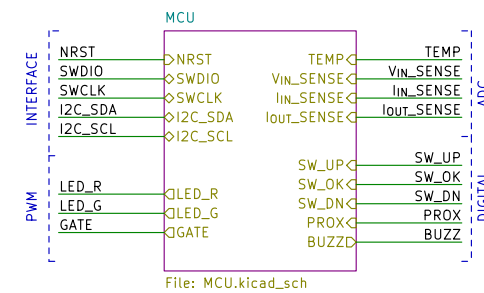 MCU
INTERFACE
NRST
SWDIO
SWCLK
I2C_SDA
I2C_SCL
PWM
LED_R
LED_G
GATE
NRST
SWDIO
SWCLK
I2C_SDA
I2C_SCL
LED_R
LED_G
GATE
TEMP
VIN_SENSE
IIN_SENSE
IOUT_SENSE
SW_UP
SW_OK
SW_DN
PROX
BUZZ
TEMP
VIN_SENSE
IIN_SENSE
IOUT_SENSE
ADC
SW_UP
SW_OK
SW_DN
PROX
BUZZ
DIGITAL
File: MCU.kicad_sch